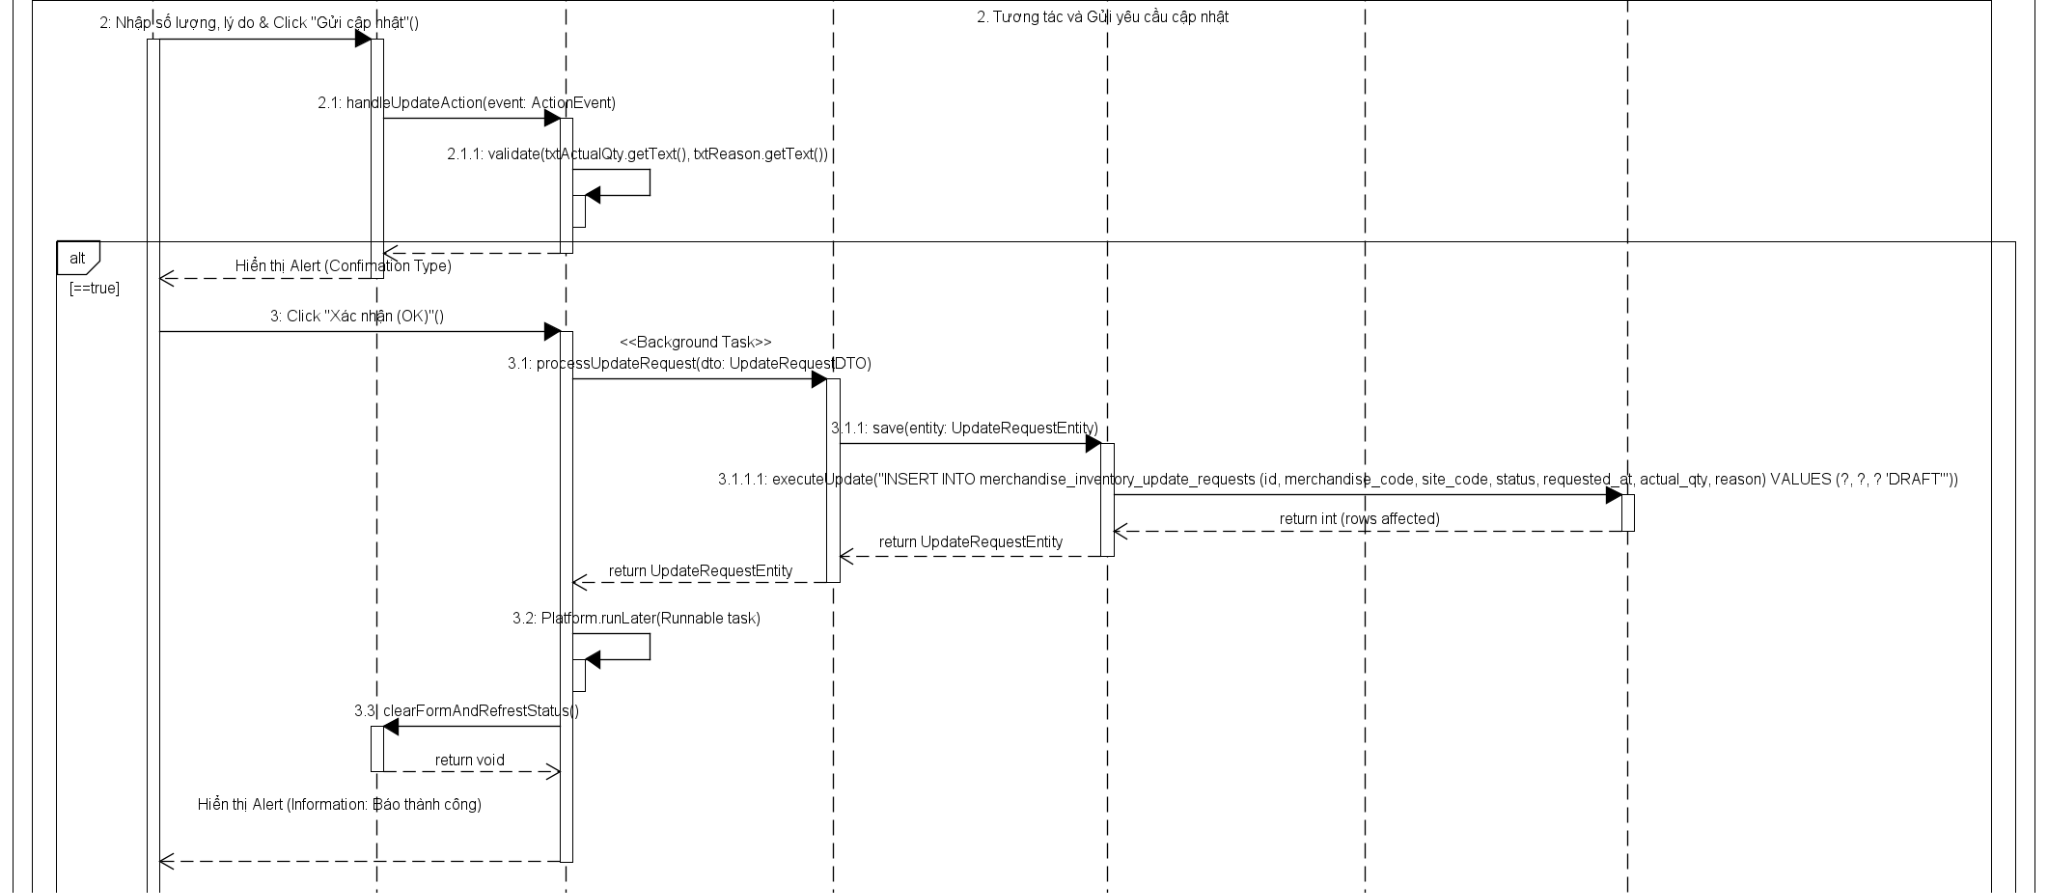 2: Nhập số lượng, lý do & Click "Gửi cập nhật"()
2. Tương tác và Gửi yêu cầu cập nhật
2.1: handleUpdateAction(event: ActionEvent)
2.1.1: validate(txtActualQty.getText(), txtReason.getText())
alt
Hiển thị Alert (Confimation Type)
[==true]
3: Click "Xác nhận (OK)"()
<<Background Task>>
3.1: processUpdateRequest(dto: UpdateRequestDTO)
3.1.1: save(entity: UpdateRequestEntity)
3.1.1.1: executeUpdate("INSERT INTO merchandise_inventory_update_requests (id, merchandise_code, site_code, status, requested_at, actual_qty, reason) VALUES (?, ?, ? 'DRAFT'"))
return int (rows affected)
return UpdateRequestEntity
return UpdateRequestEntity
3.2: Platform.runLater(Runnable task)
3.3: clearFormAndRefrestStatus()
return void
Hiển thị Alert (Information: Báo thành công)